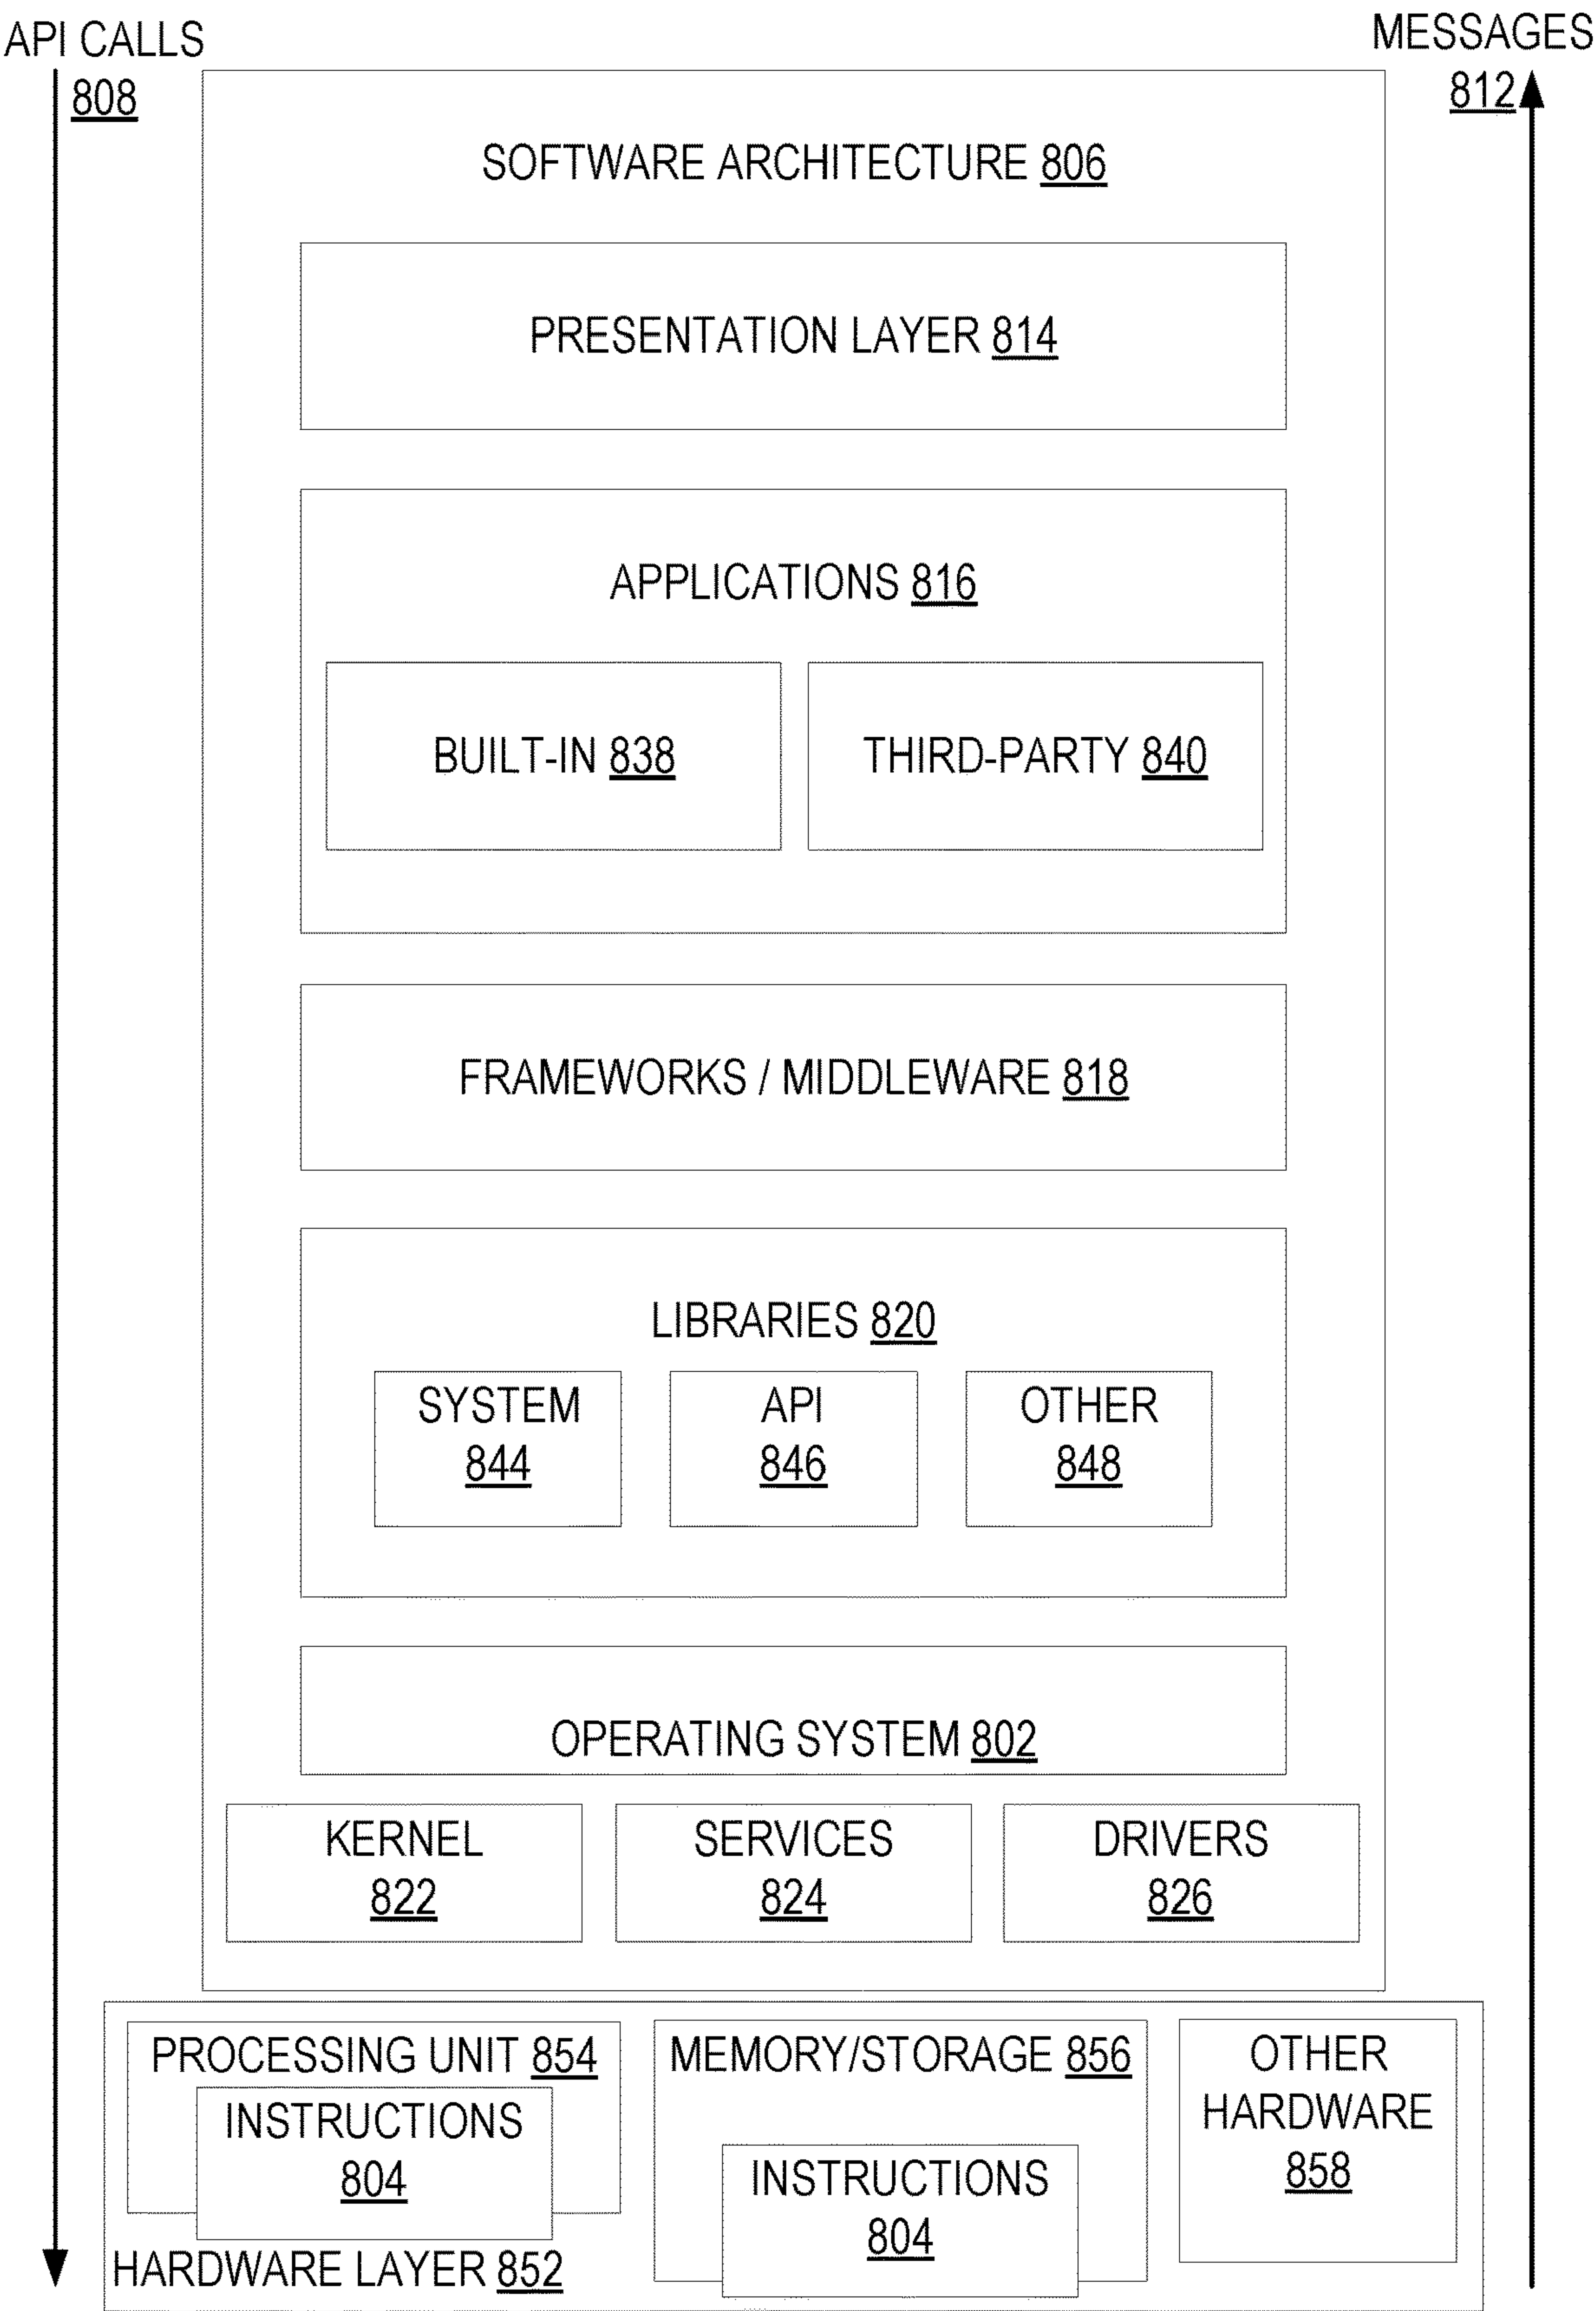 API CALLS
808
MESSAGES
812
SOFTWARE ARCHITECTURE 806
PRESENTATION LAYER 814
APPLICATIONS 816
BUILT-IN 838
THIRD-PARTY 840
FRAMEWORKS / MIDDLEWARE 818
LIBRARIES 820
SYSTEM
844
API
846
OTHER
848
OPERATING SYSTEM 802
KERNEL
822
SERVICES
824
DRIVERS
826
PROCESSING UNIT 854
INSTRUCTIONS
804
MEMORY/STORAGE 856
INSTRUCTIONS
804
OTHER
HARDWARE
858
HARDWARE LAYER 852